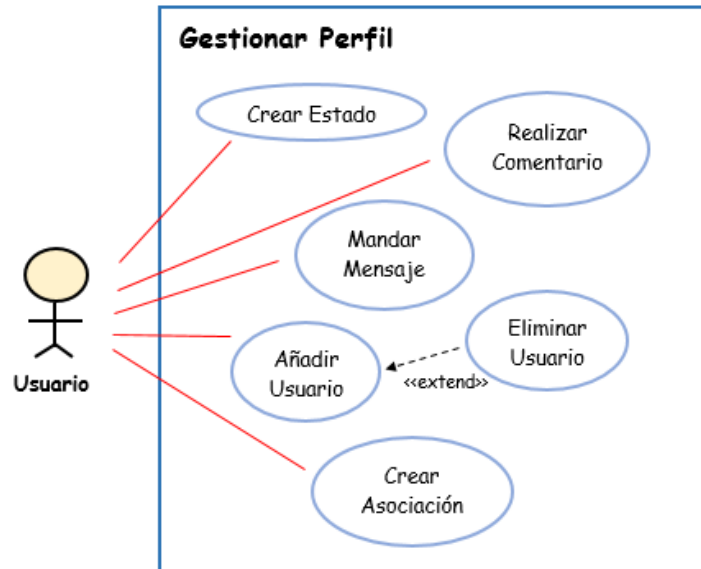 Gestionar Perfil
Crear Estado
Realizar
Comentario
Mandar
Mensaje
Eliminar
Usuario
Añadir
Usuario
‹‹extend››
Usuario
Crear
Asociación